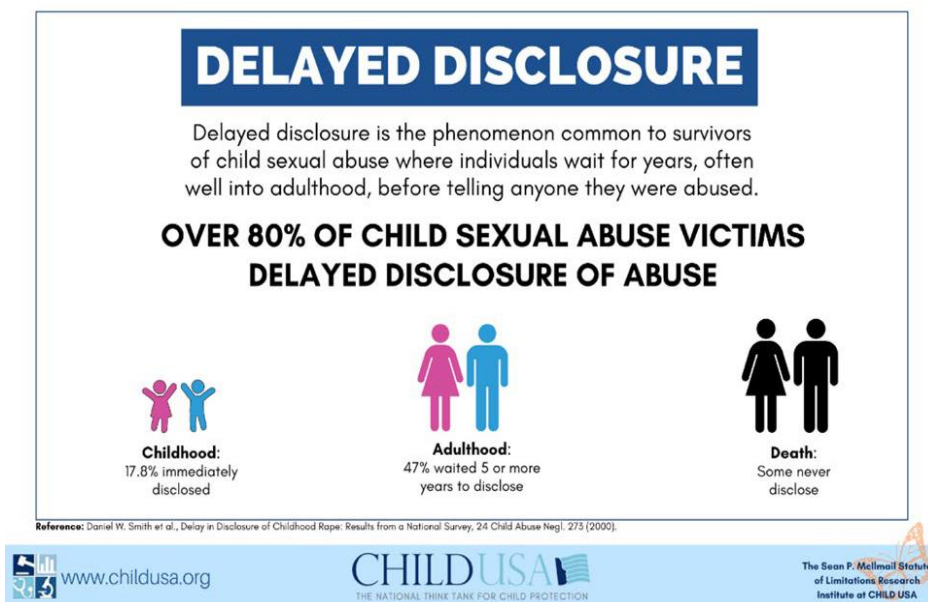 DELAYED DISCLOSURE
Delayed disclosure is the phenomenon common to survivors
of child sexual abuse where individuals wait for years, often
well into adulthood, before telling anyone they were abused.
OVER 80% OF CHILD SEXUAL ABUSE VICTIMS
DELAYED DISCLOSURE OF ABUSE
Childhood:
17.8% immediately
disclosed
Adulthood:
47% waited 5 or more
years to disclose
Death:
Some never
disclose
Reference: Daniel W. Smith et al., Delay in Disclosure of Childhood Rape: Results from a National Survey, 24 Child Abuse Negl. 273 (2000).
www.childusa.org
CHILD USA
THE NATIONAL THINK TANK FOR CHILD PROTECTION
The Sean P. McIlmail Statute
of Limitations Research
Institute at CHILD USA